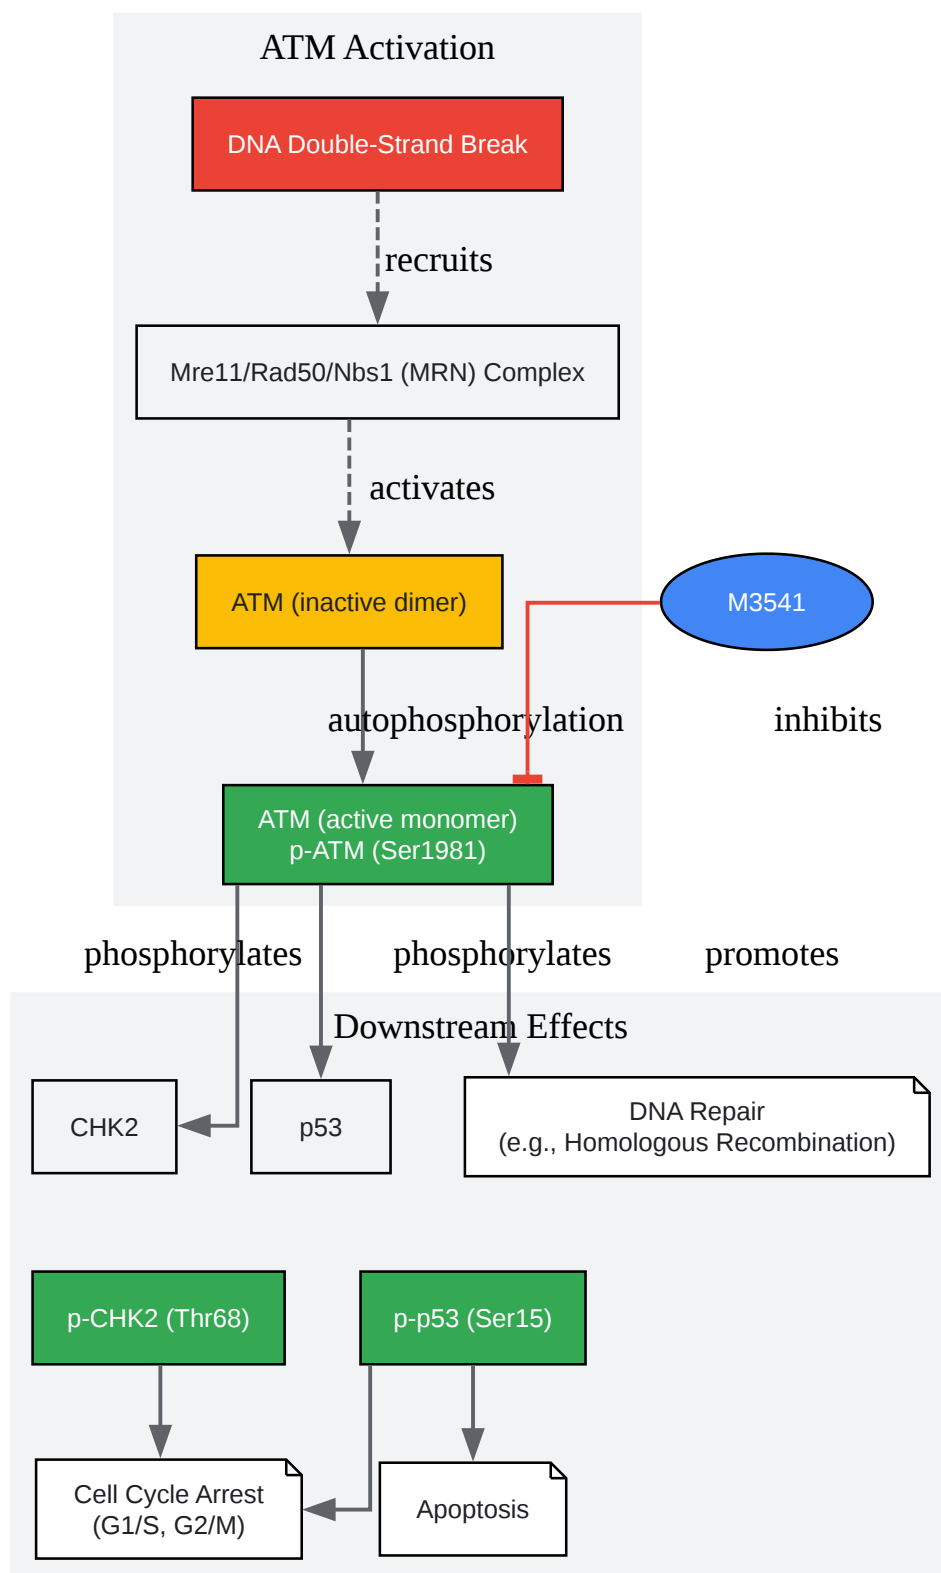 ATM Activation
DNA Double-Strand Break
recruits
Mre11/Rad50/Nbs1 (MRN) Complex
activates
ATM (inactive dimer)
M3541
autophosphorylation
inhibits
ATM (active monomer)
p-ATM (Ser1981)
phosphorylates
phosphorylates
promotes
Downstream Effects
CHK2
p53
DNA Repair
(e.g., Homologous Recombination)
p-CHK2 (Thr68)
p-p53 (Ser15)
Cell Cycle Arrest
(G1/S, G2/M)
Apoptosis